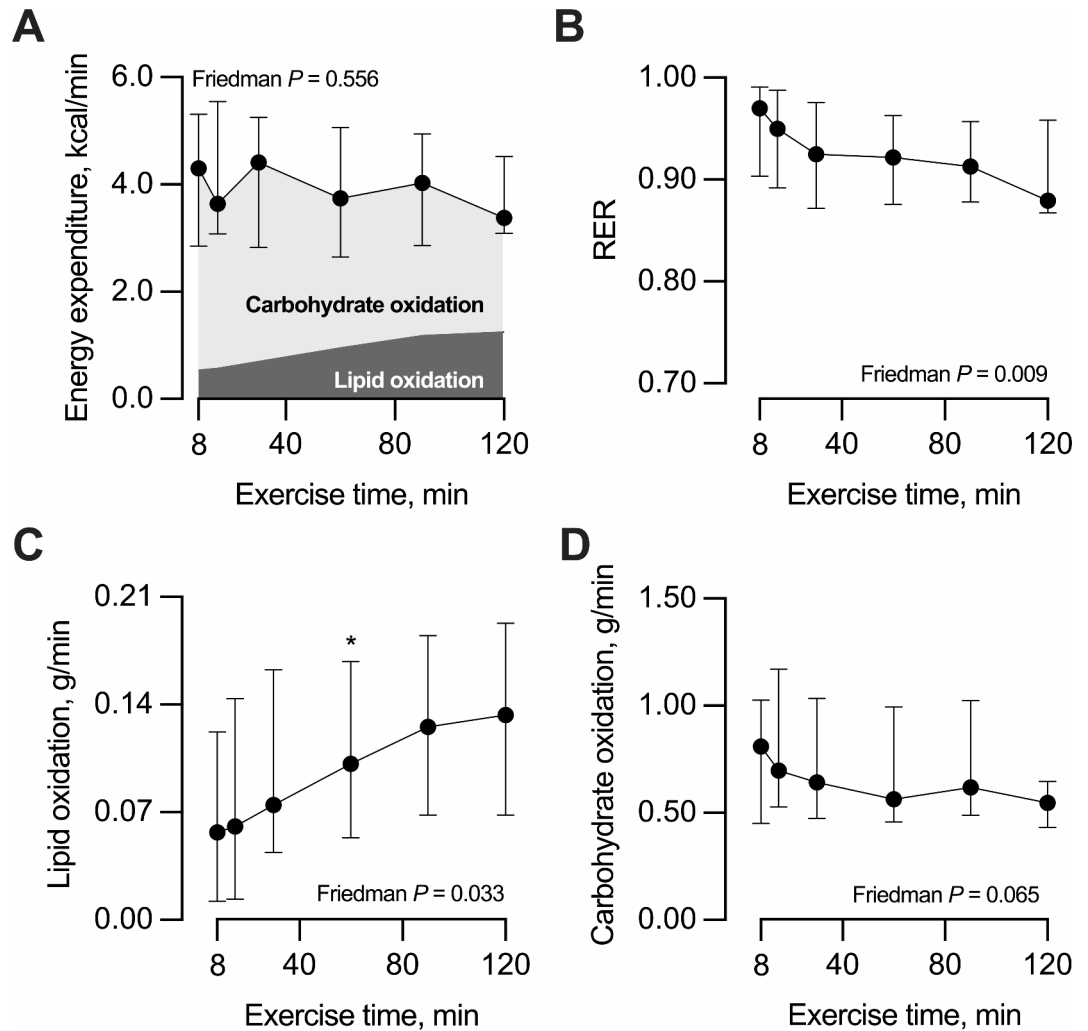 A
Energy expenditure, kcal/min
Friedman P = 0.556
6.0
4.0
2.0
0.0
Carbohydrate oxidation
Lipid oxidation
8 40 80 120
Exercise time, min
B
RER
1.00
0.90
0.80
0.70
Friedman P = 0.009
8 40 80 120
Exercise time, min
C
Lipid oxidation, g/min
0.21
0.14
0.07
0.00
*
Friedman P = 0.033
8 40 80 120
Exercise time, min
D
Carbohydrate oxidation, g/min
1.50
1.00
0.50
0.00
Friedman P = 0.065
8 40 80 120
Exercise time, min